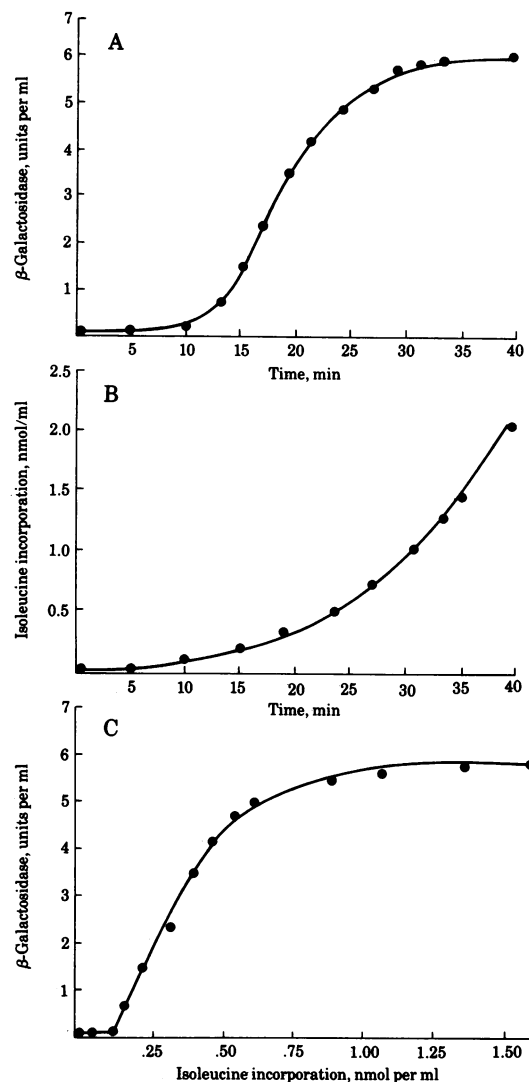 A
β-Galactosidase, units per ml
7
6
5
4
3
2
1
5 10 15 20 25 30 35 40
Time, min
B
Isoleucine incorporation, nmol/ml
2.5
2.0
1.5
1.0
0.5
5 10 15 20 25 30 35 40
Time, min
C
β-Galactosidase, units per ml
7
6
5
4
3
2
1
.25 .50 .75 1.00 1.25 1.50
Isoleucine incorporation, nmol per ml